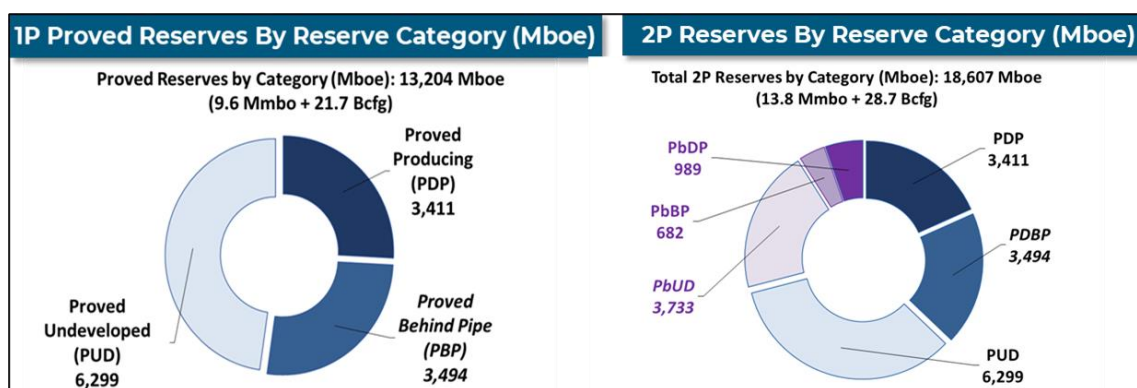 1P Proved Reserves By Reserve Category (Mboe)
Proved Reserves by Category (Mboe): 13,204 Mboe
(9.6 Mmbo + 21.7 Bcfg)
Proved
Producing
(PDP)
3,411
Proved
Behind Pipe
(PBP)
3,494
Proved
Undeveloped
(PUD)
6,299
2P Reserves By Reserve Category (Mboe)
Total 2P Reserves by Category (Mboe): 18,607 Mboe
(13.8 Mmbo + 28.7 Bcfg)
PbDP
989
PbBP
682
PbUD
3,733
PDP
3,411
PDBP
3,494
PUD
6,299